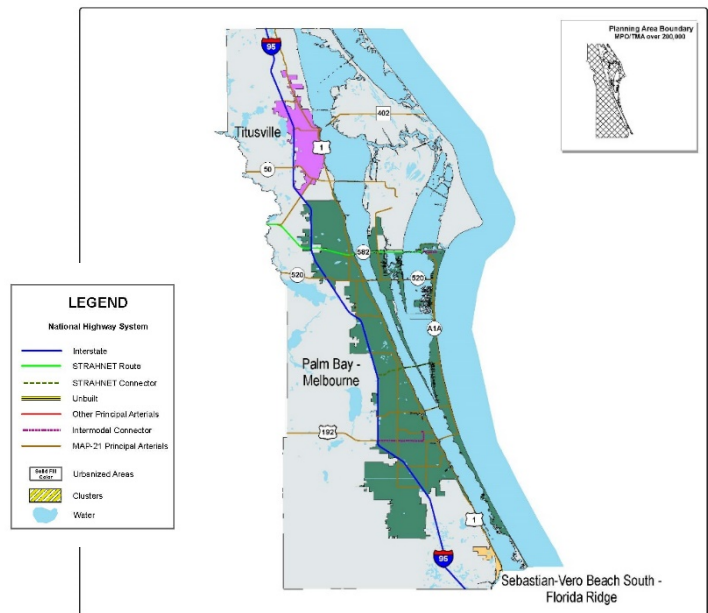 Planning Area Boundary
MPO/TMA over 200,000
95
402
Titusville
1
50
528
520
520
A1A
LEGEND
National Highway System
Interstate
STRAHNET Route
STRAHNET Connector
Unbuilt
Other Principal Arterials
Intermodal Connector
MAP-21 Principal Arterials
Solid Fill
Color
Urbanized Areas
Clusters
Water
Palm Bay -
Melbourne
192
1
95
Sebastian-Vero Beach South -
Florida Ridge